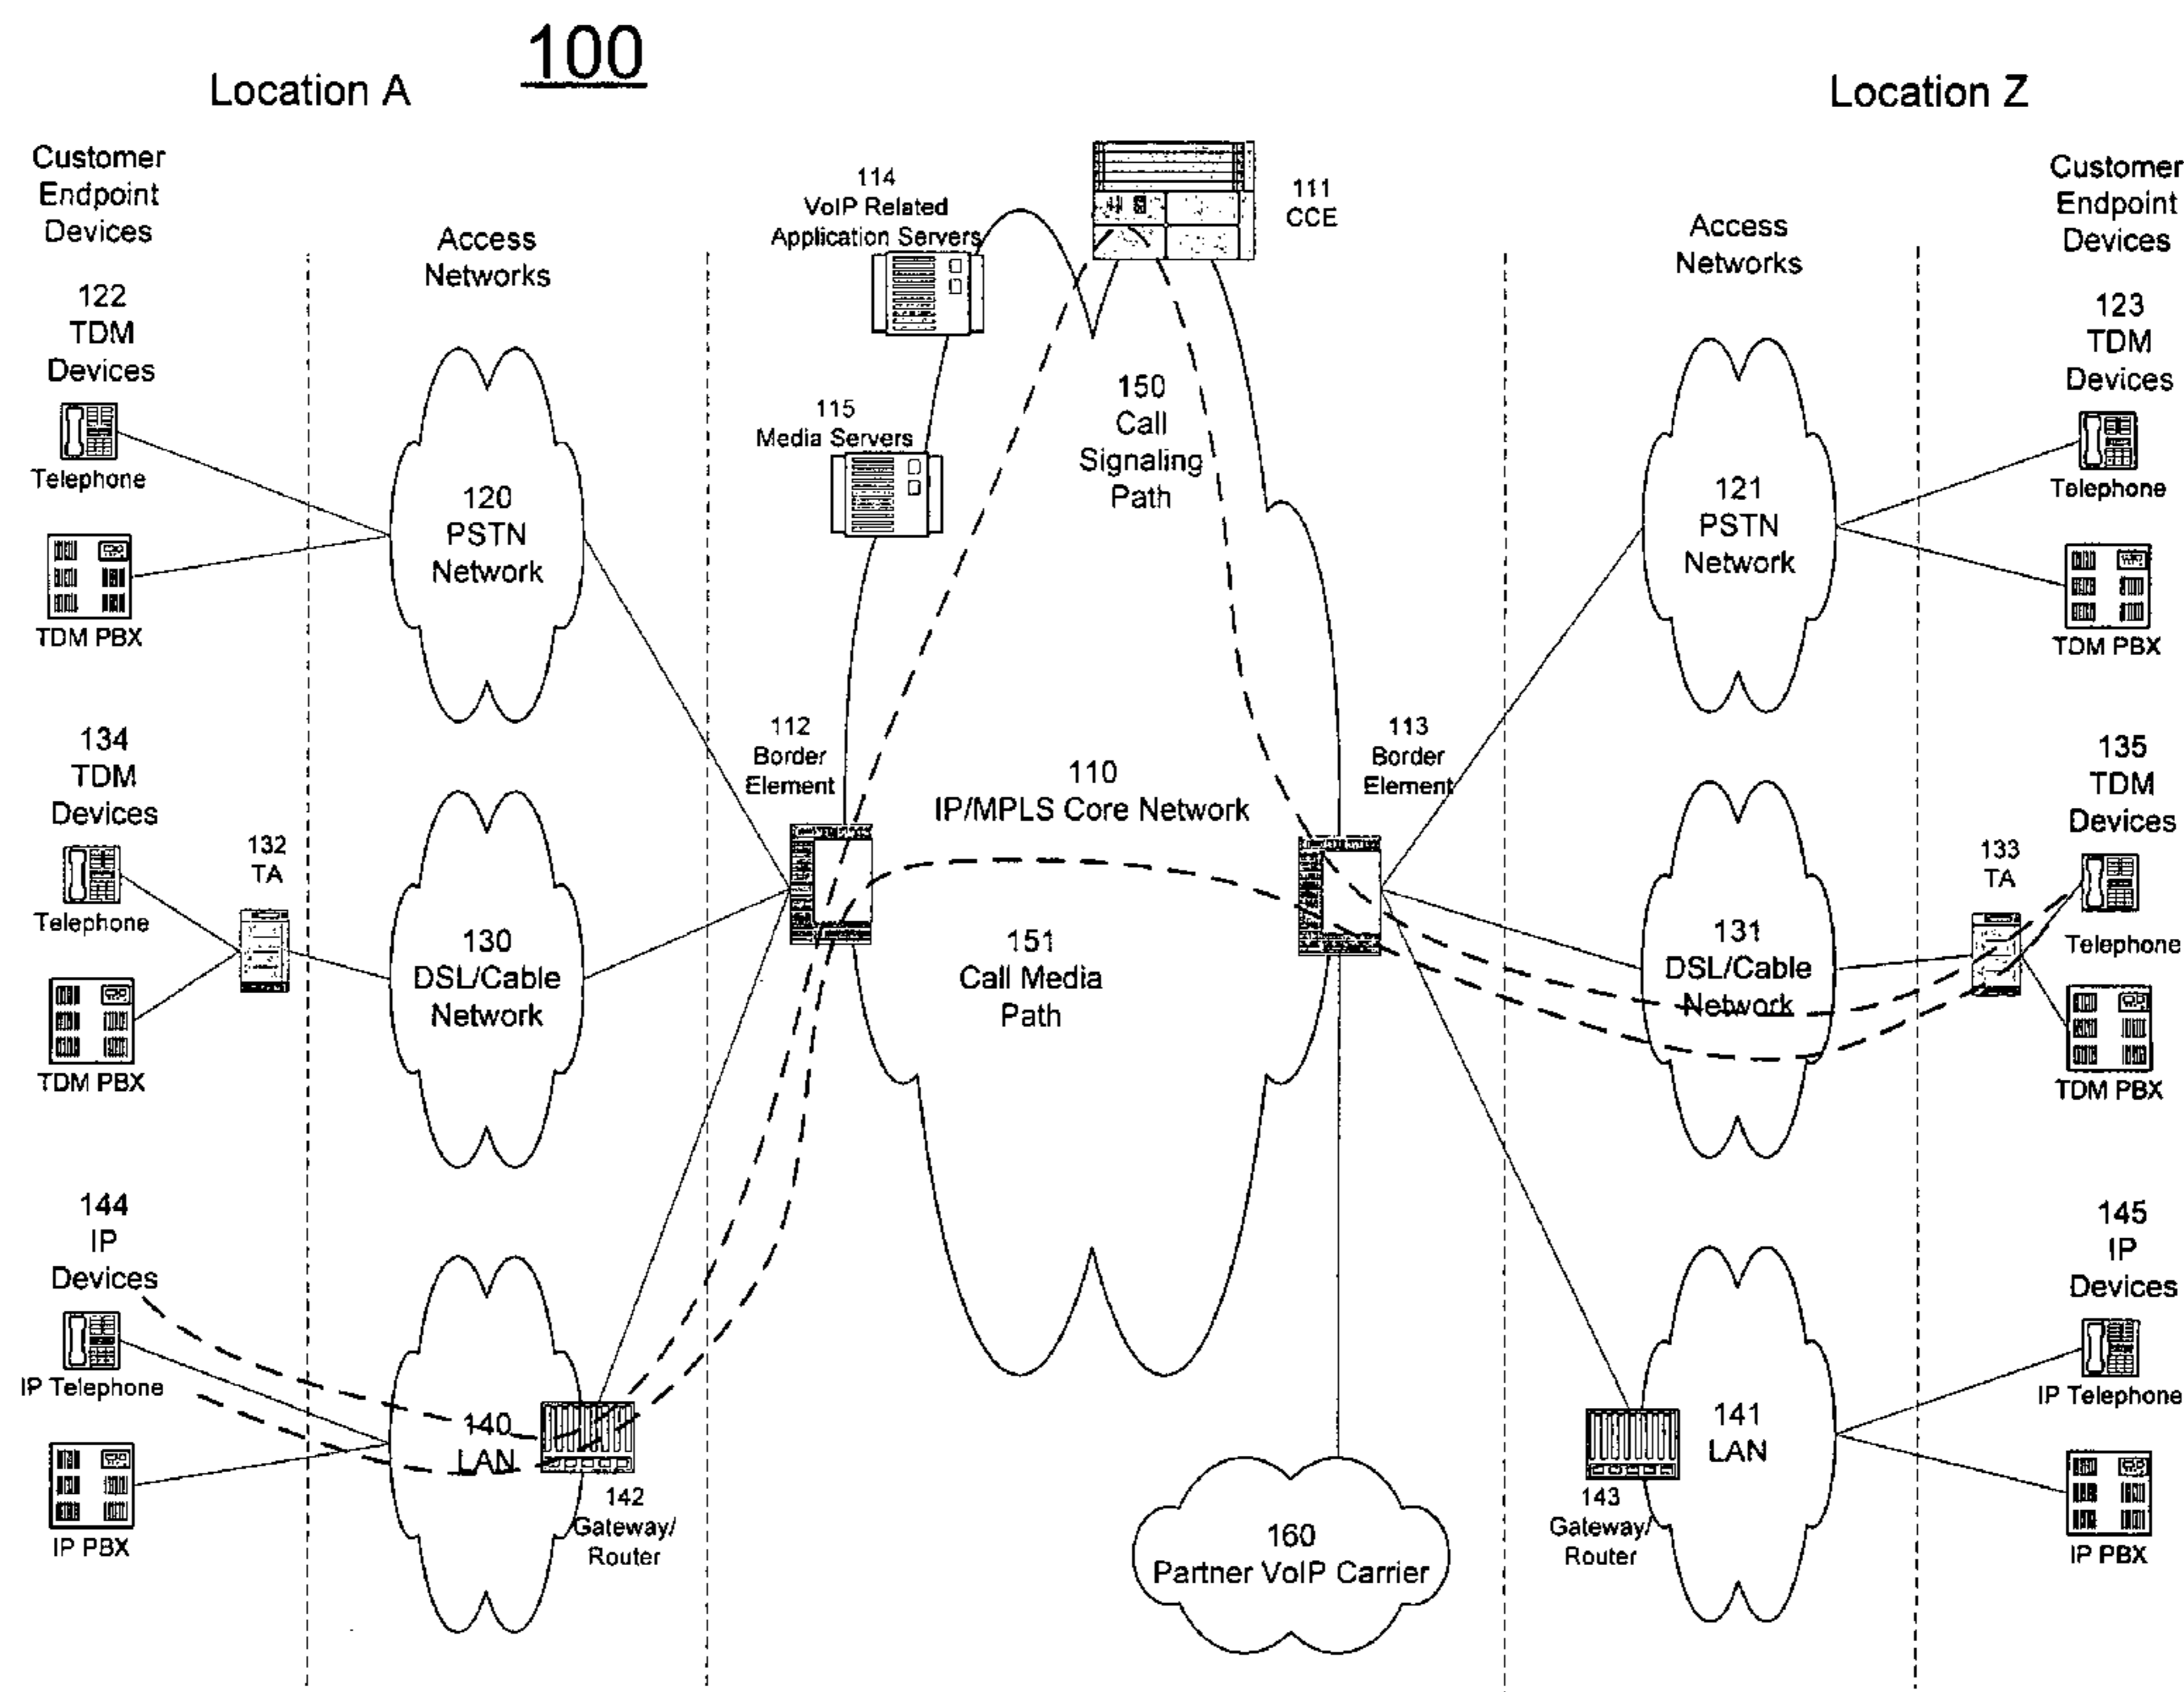 100
Location A
Location Z
Customer
Endpoint
Devices
Access
Networks
114
VoIP Related
Application Servers
111
CCE
Access
Networks
Customer
Endpoint
Devices
122
TDM
Devices
Telephone
TDM PBX
120
PSTN
Network
115
Media Servers
150
Call
Signaling
Path
121
PSTN
Network
123
TDM
Devices
Telephone
TDM PBX
134
TDM
Devices
Telephone
TDM PBX
132
TA
130
DSL/Cable
Network
112
Border
Element
110
IP/MPLS Core Network
151
Call Media
Path
113
Border
Element
131
DSL/Cable
Network
133
TA
135
TDM
Devices
Telephone
TDM PBX
144
IP
Devices
IP Telephone
IP PBX
140
LAN
142
Gateway/
Router
160
Partner VoIP Carrier
143
Gateway/
Router
141
LAN
145
IP
Devices
IP Telephone
IP PBX